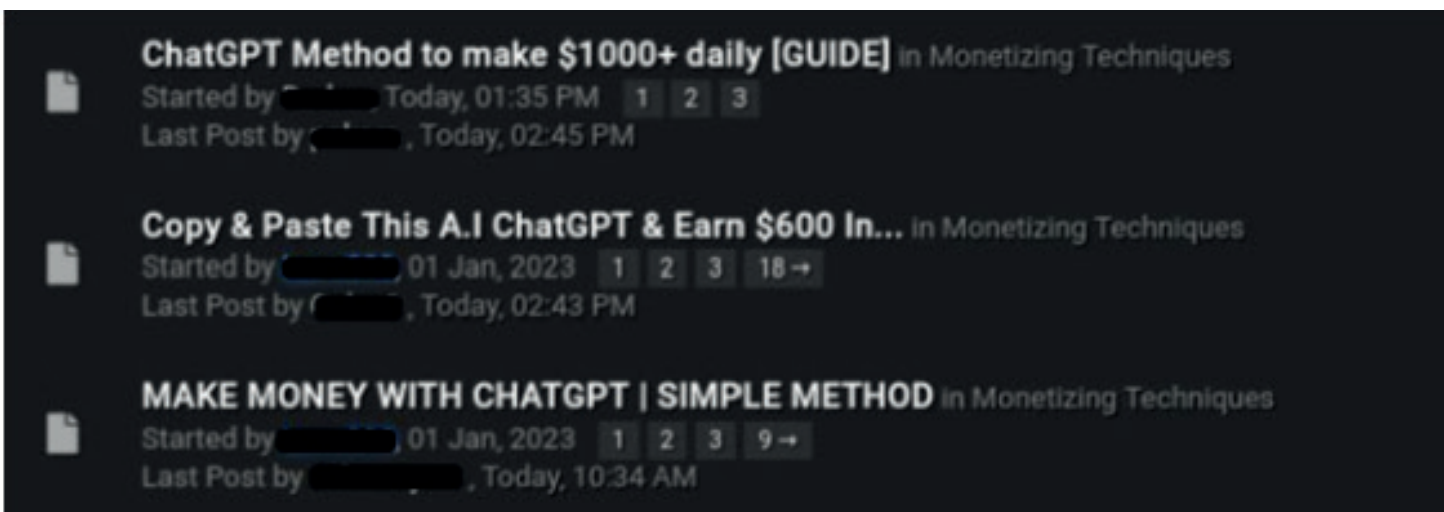 ChatGPT Method to make $1000+ daily [GUIDE] in Monetizing Techniques
Started by Today, 01:35 PM 1 2 3
Last Post by , Today, 02:45 PM
Copy & Paste This A.I ChatGPT & Earn $600 In... in Monetizing Techniques
Started by 01 Jan, 2023 1 2 3 18→
Last Post by , Today, 02:43 PM
MAKE MONEY WITH CHATGPT | SIMPLE METHOD in Monetizing Techniques
Started by 01 Jan, 2023 1 2 3 9→
Last Post by , Today, 10:34 AM